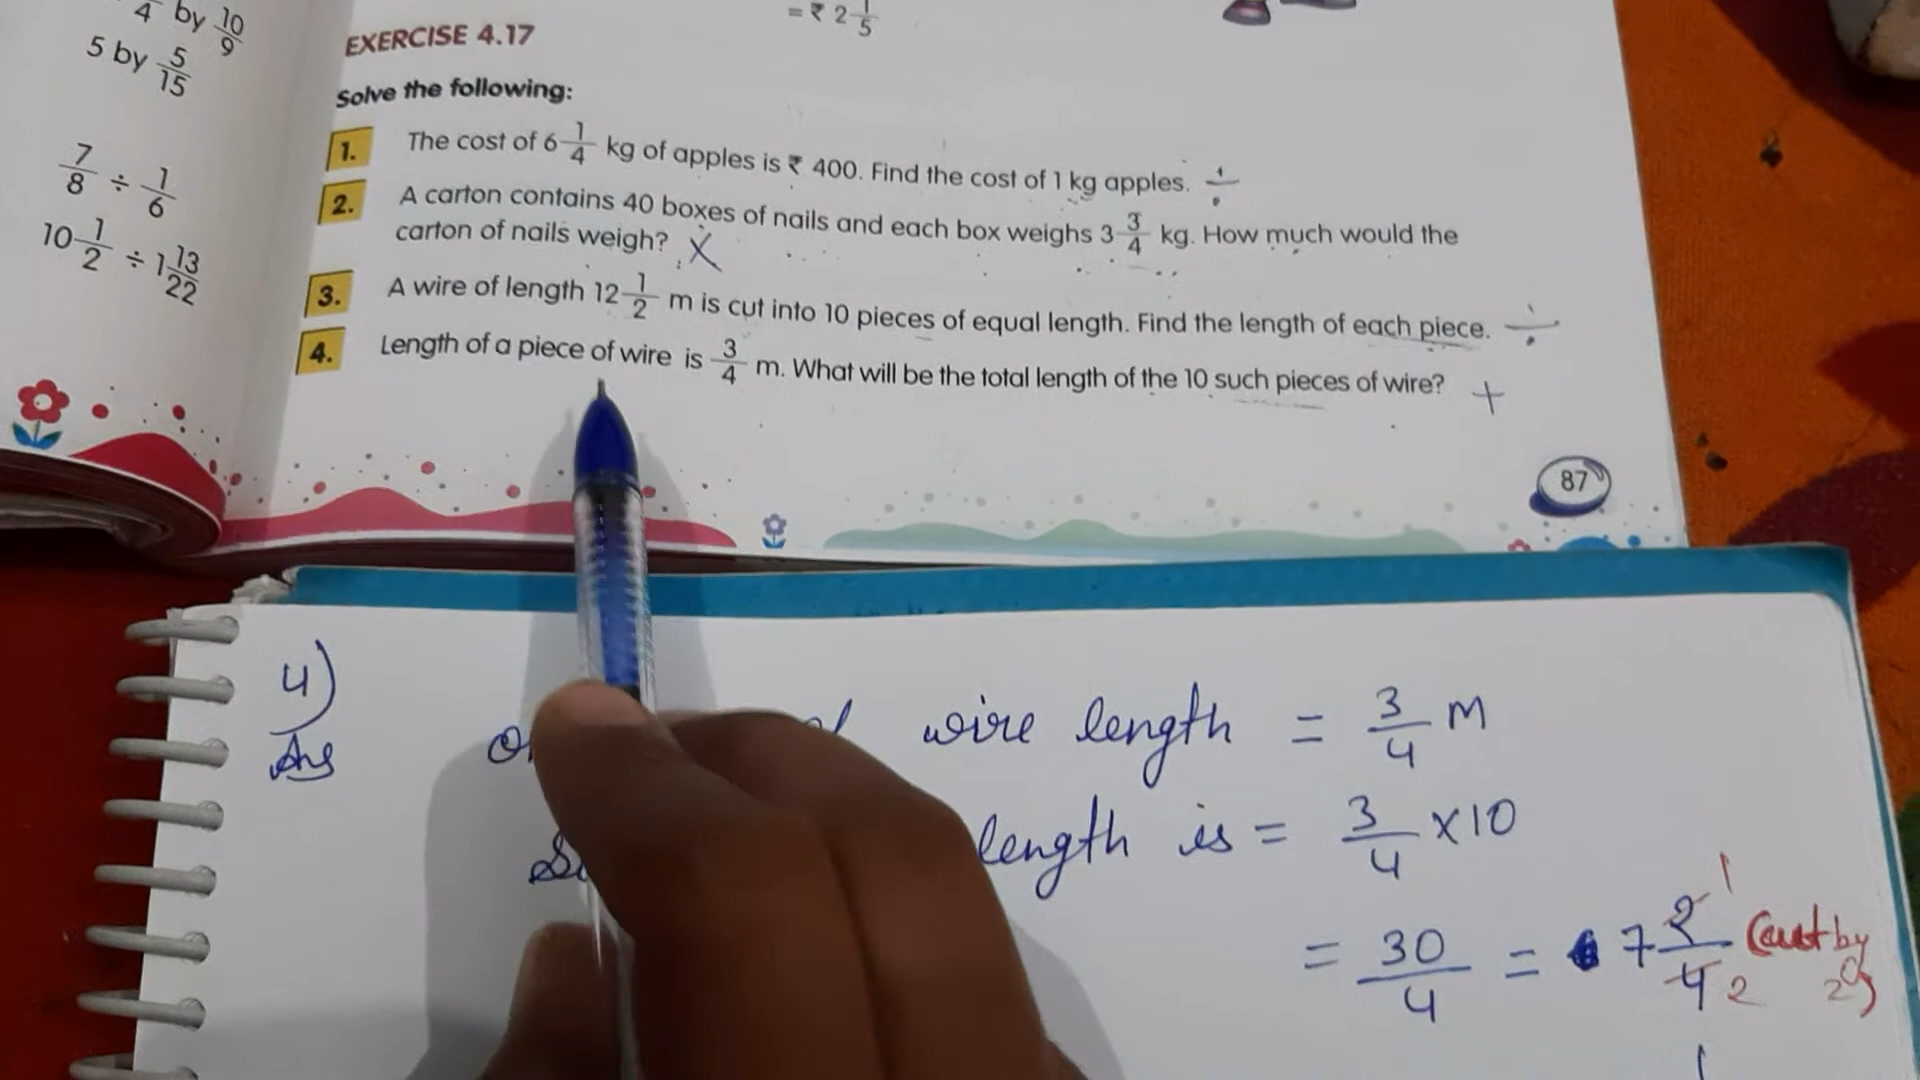 4 by 10/9
5 by 5/15
7/8 ÷ 1/6
10 1/2 ÷ 1 13/22
= ₹ 2 1/5
EXERCISE 4.17
Solve the following:
1. The cost of 6 1/4 kg of apples is ₹ 400. Find the cost of 1 kg apples. ÷
2. A carton contains 40 boxes of nails and each box weighs 3 3/4 kg. How much would the
carton of nails weigh? X
3. A wire of length 12 1/2 m is cut into 10 pieces of equal length. Find the length of each piece. ÷
4. Length of a piece of wire is 3/4 m. What will be the total length of the 10 such pieces of wire? +
87
4)
Ans wire length = 3/4 M
length is = 3/4 × 10
= 30/4 = 7 2/4 1 2 (cut by 2)